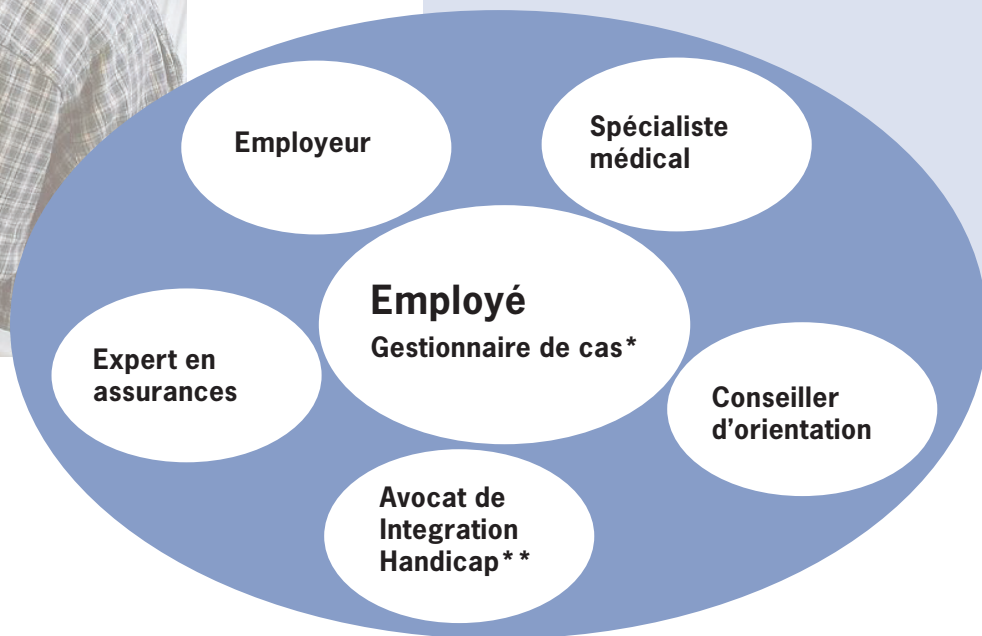 Employeur
Spécialiste
médical
Employé
Gestionnaire de cas*
Expert en
assurances
Conseiller
d’orientation
Avocat de
Integration
Handicap**